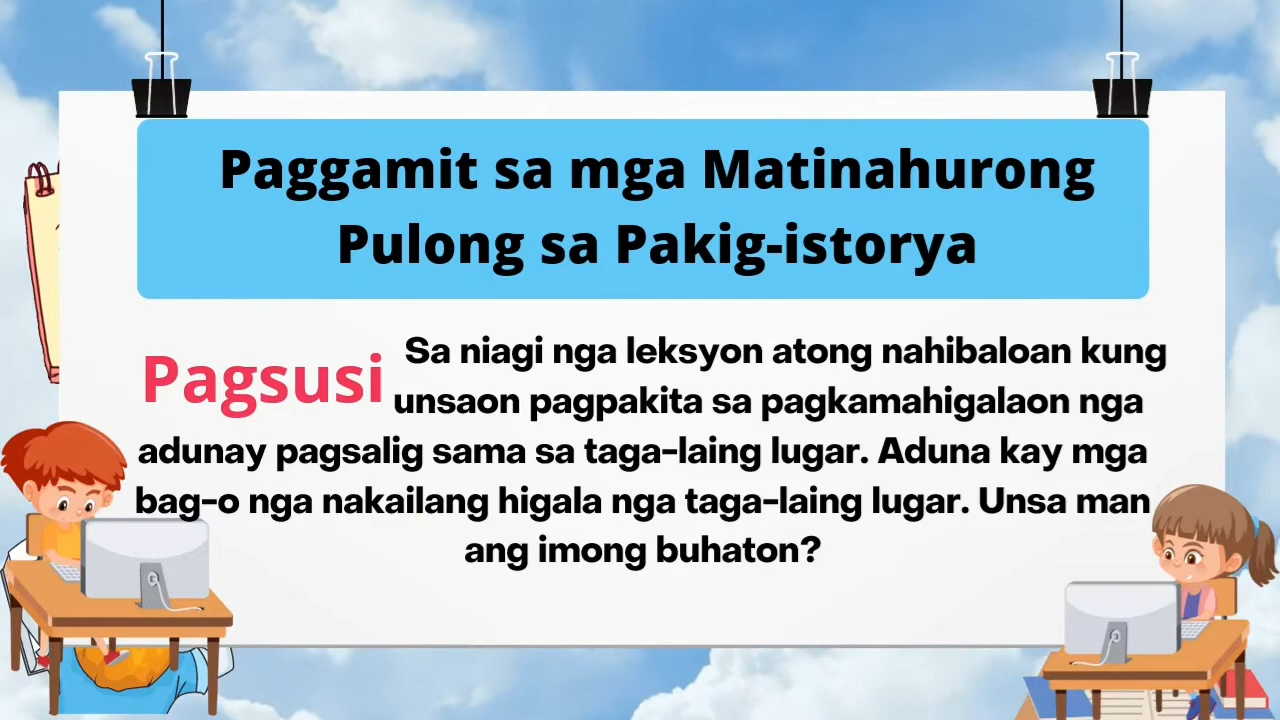 Paggamit sa mga Matinahurong
Pulong sa Pakig-istorya
Pagsusi
Sa niagi nga leksyon atong nahibaloan kung
unsaon pagpakita sa pagkamahigalaon nga
adunay pagsalig sama sa taga-laing lugar. Aduna kay mga
bag-o nga nakailang higala nga taga-laing lugar. Unsa man
ang imong buhaton?